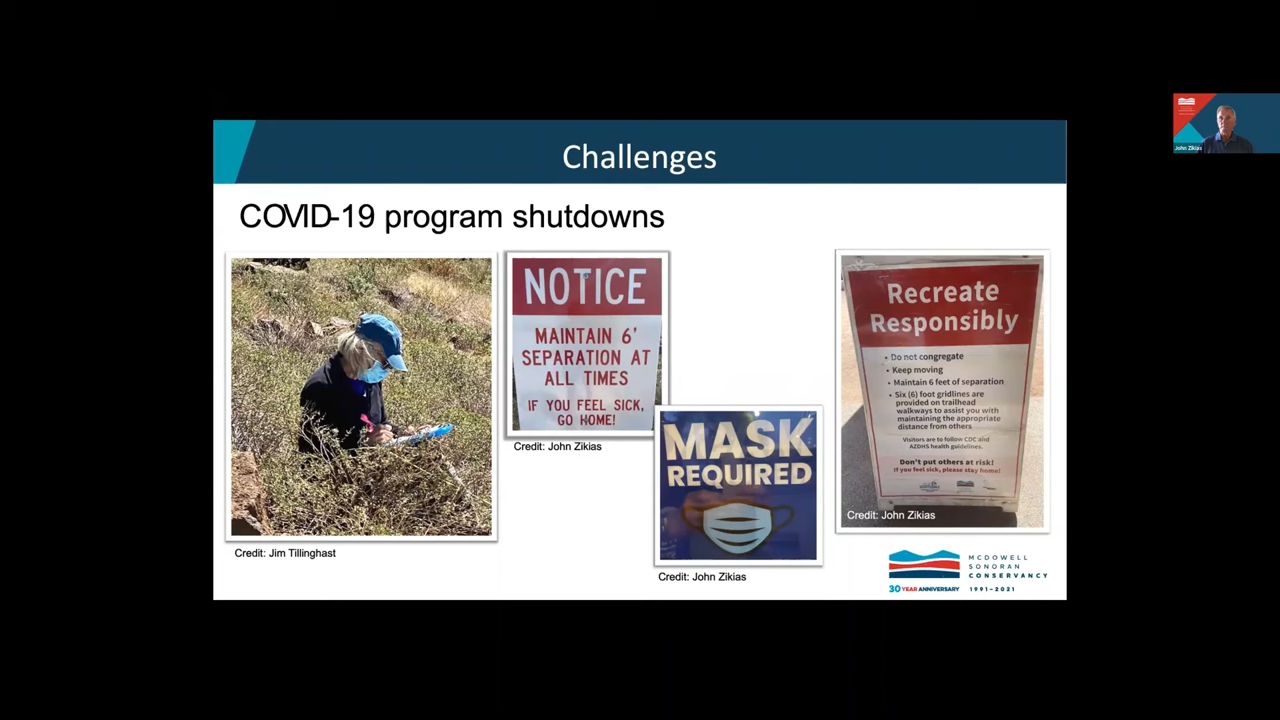 Challenges
COVID-19 program shutdowns
NOTICE
MAINTAIN 6'
SEPARATION AT
ALL TIMES
IF YOU FEEL SICK,
GO HOME!
Credit: John Zikias
MASK
REQUIRED
Credit: John Zikias
Recreate
Responsibly
• Do not congregate
• Keep moving
• Maintain 6 feet of separation
• Six (6) foot gridlines are
provided on trailhead
walkways to assist you with
maintaining the appropriate
distance from others
Visitors are to follow CDC and
AZDHS health guidelines.
Don't put others at risk!
If you feel sick, please stay home!
Credit: John Zikias
Credit: Jim Tillinghast
MCDOWELL
SONORAN
CONSERVANCY
30 YEAR ANNIVERSARY 1991-2021
John Zikias